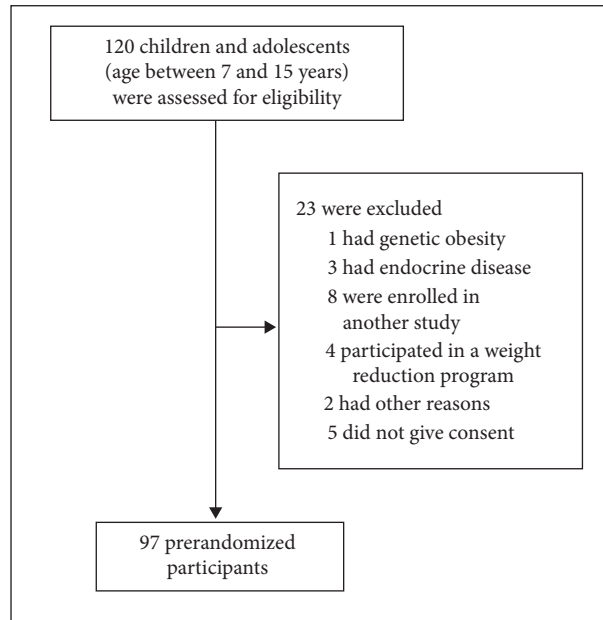 120 children and adolescents
(age between 7 and 15 years)
were assessed for eligibility
23 were excluded
1 had genetic obesity
3 had endocrine disease
8 were enrolled in
another study
4 participated in a weight
reduction program
2 had other reasons
5 did not give consent
97 prerandomized
participants